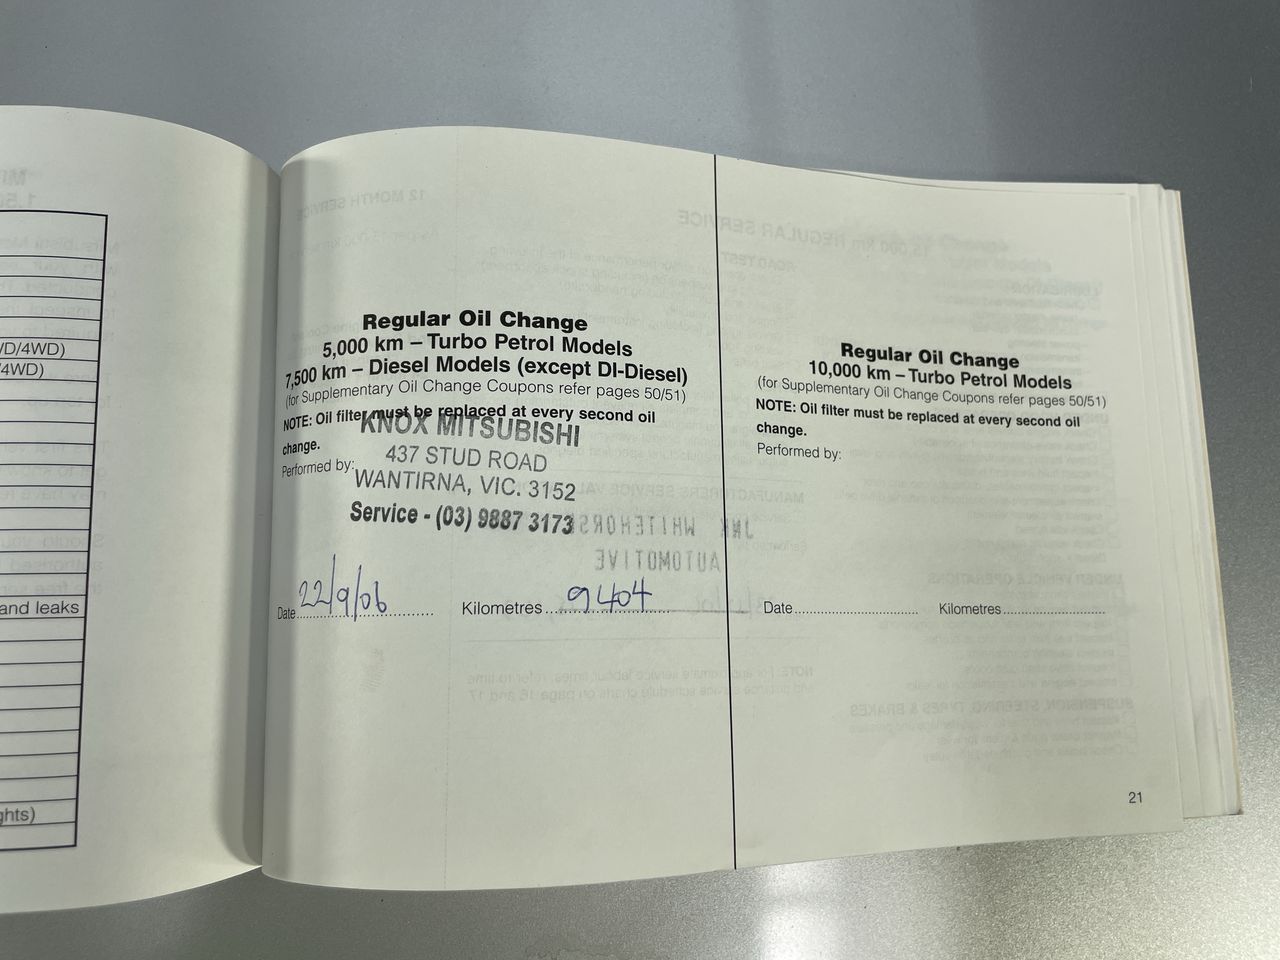 VD/4WD)
/4WD)
and leaks
ghts)
Regular Oil Change
5,000 km – Turbo Petrol Models
7,500 km – Diesel Models (except DI-Diesel)
(for Supplementary Oil Change Coupons refer pages 50/51)
NOTE: Oil filter must be replaced at every second oil
change.
Performed by:
KNOX MITSUBISHI
437 STUD ROAD
WANTIRNA, VIC. 3152
Service - (03) 9887 3173
Date 22/9/06
Kilometres 9404
Regular Oil Change
10,000 km – Turbo Petrol Models
(for Supplementary Oil Change Coupons refer pages 50/51)
NOTE: Oil filter must be replaced at every second oil
change.
Performed by:
Date
Kilometres
21